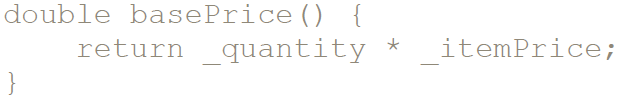 double basePrice() {
    return _quantity * _itemPrice;
}